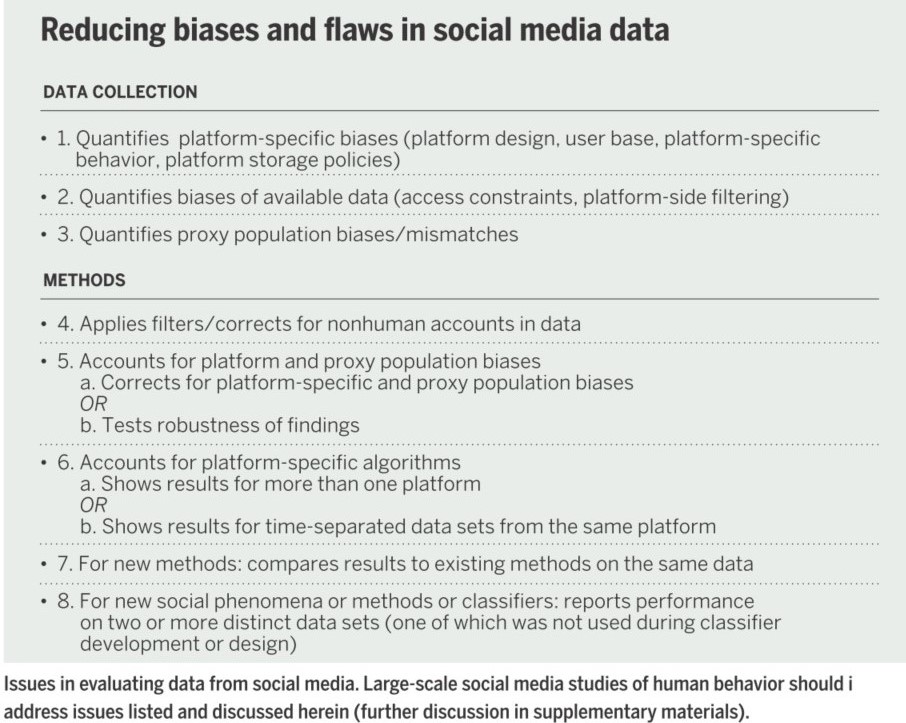 Reducing biases and flaws in social media data
DATA COLLECTION
• 1. Quantifies platform-specific biases (platform design, user base, platform-specific
behavior, platform storage policies)
• 2. Quantifies biases of available data (access constraints, platform-side filtering)
• 3. Quantifies proxy population biases/mismatches
METHODS
• 4. Applies filters/corrects for nonhuman accounts in data
• 5. Accounts for platform and proxy population biases
a. Corrects for platform-specific and proxy population biases
OR
b. Tests robustness of findings
• 6. Accounts for platform-specific algorithms
a. Shows results for more than one platform
OR
b. Shows results for time-separated data sets from the same platform
• 7. For new methods: compares results to existing methods on the same data
• 8. For new social phenomena or methods or classifiers: reports performance
on two or more distinct data sets (one of which was not used during classifier
development or design)
Issues in evaluating data from social media. Large-scale social media studies of human behavior should i
address issues listed and discussed herein (further discussion in supplementary materials).